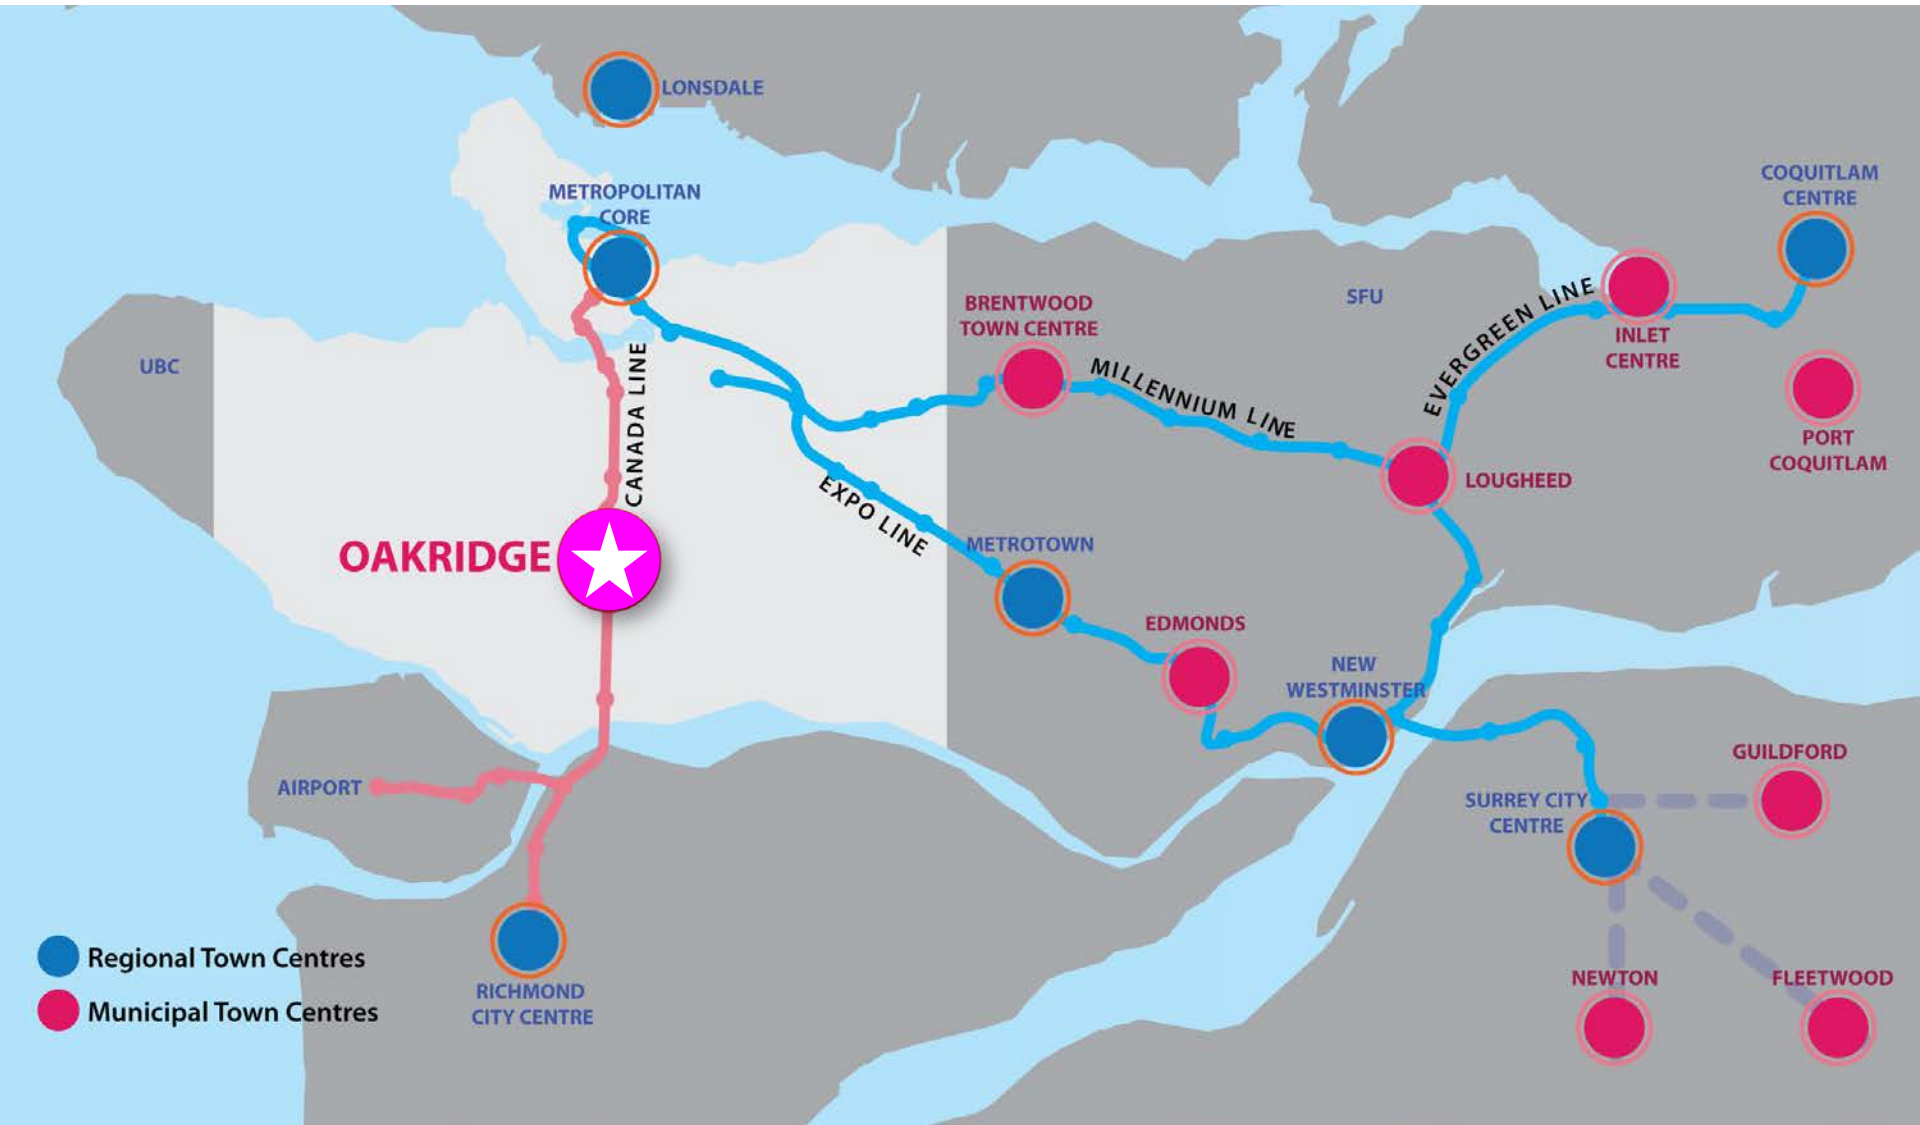 LONSDALE
METROPOLITAN
CORE
COQUITLAM
CENTRE
UBC
SFU
BRENTWOOD
TOWN CENTRE
MILLENNIUM LINE
EVERGREEN LINE
INLET
CENTRE
PORT
COQUITLAM
CANADA LINE
LOUGHEED
EXPO LINE
OAKRIDGE
METROTOWN
EDMONDS
NEW
WESTMINSTER
AIRPORT
GUILDFORD
SURREY CITY
CENTRE
Regional Town Centres
Municipal Town Centres
RICHMOND
CITY CENTRE
NEWTON
FLEETWOOD